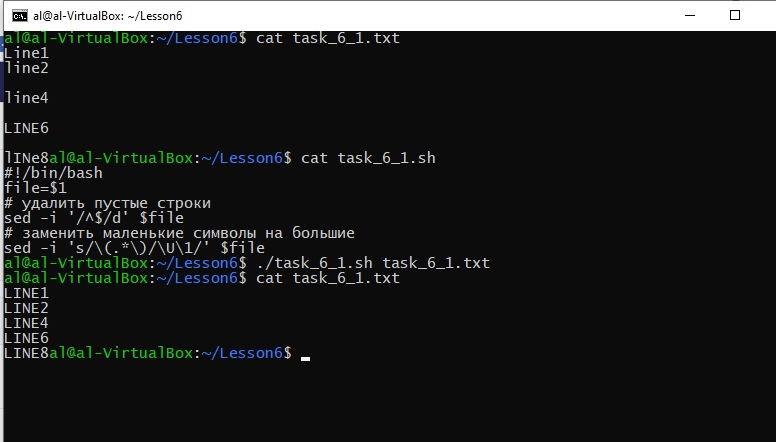 al@al-VirtualBox: ~/Lesson6
al@al-VirtualBox:~/Lesson6$ cat task_6_1.txt
Line1
line2
line4
LINE6
lINe8al@al-VirtualBox:~/Lesson6$ cat task_6_1.sh
#!/bin/bash
file=$1
# удалить пустые строки
sed -i '/^$/d' $file
# заменить маленькие символы на большие
sed -i 's/\(.*\)/\U\1/' $file
al@al-VirtualBox:~/Lesson6$ ./task_6_1.sh task_6_1.txt
al@al-VirtualBox:~/Lesson6$ cat task_6_1.txt
LINE1
LINE2
LINE4
LINE6
LINE8al@al-VirtualBox:~/Lesson6$